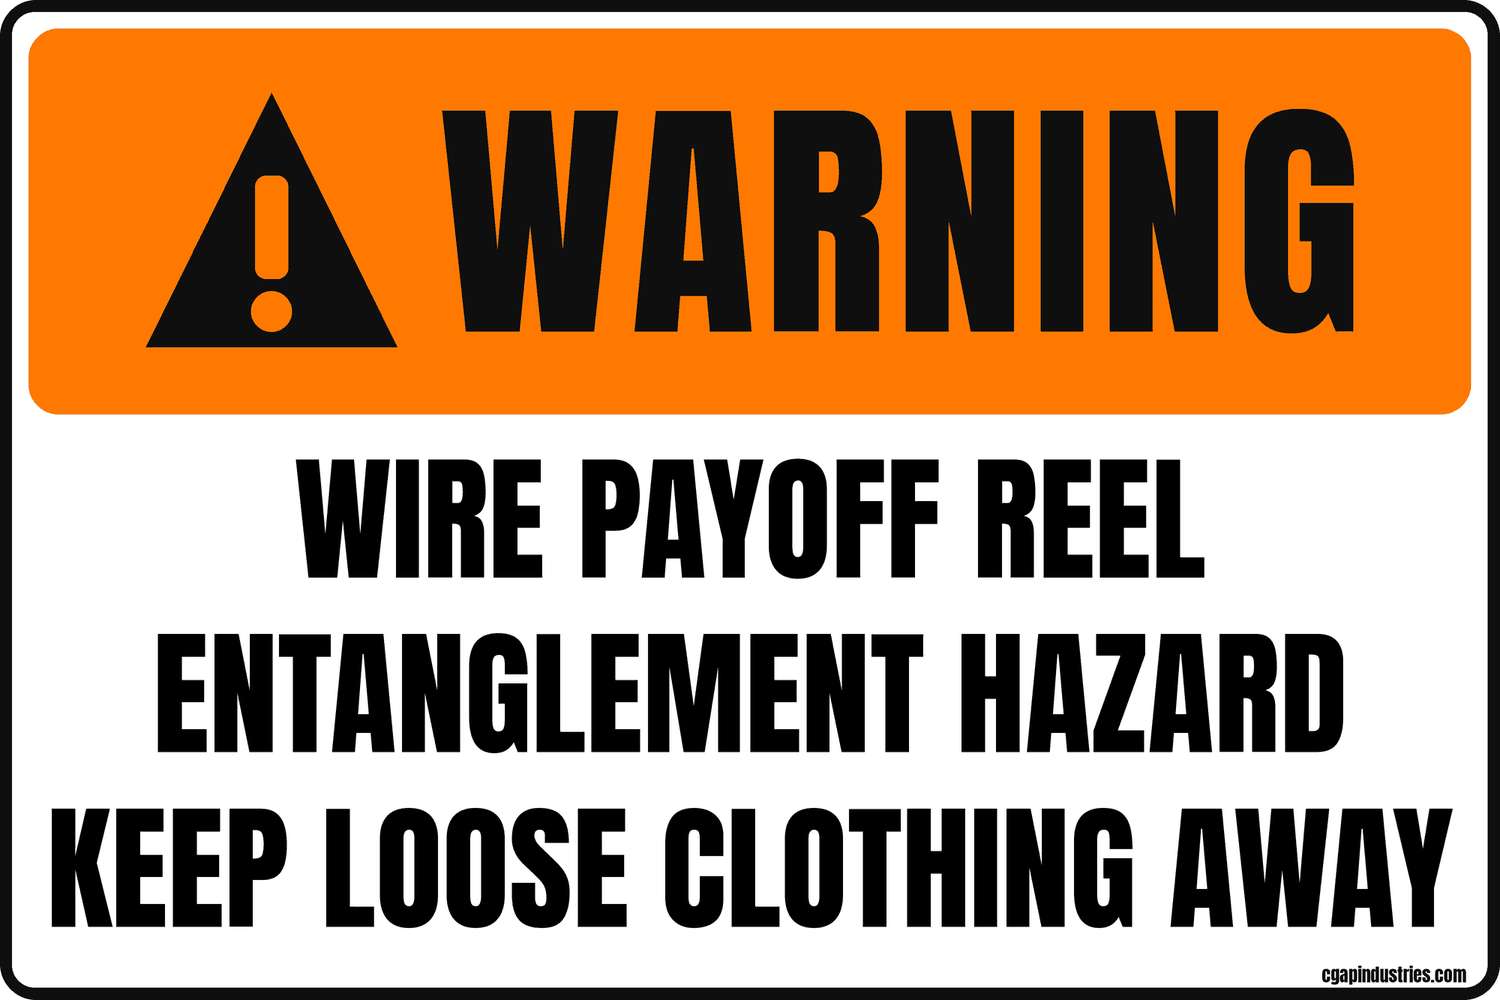 WARNING
WIRE PAYOFF REEL
ENTANGLEMENT HAZARD
KEEP LOOSE CLOTHING AWAY
cgapindustries.com